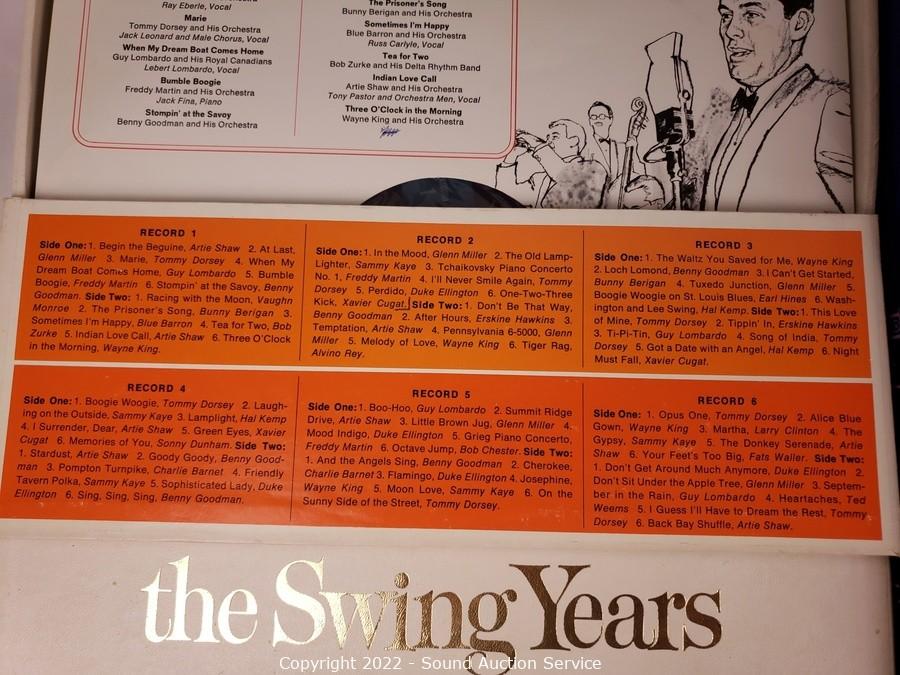 Ray Eberle, Vocal
Marie
Tommy Dorsey and His Orchestra
Jack Leonard and Male Chorus, Vocal
When My Dream Boat Comes Home
Guy Lombardo and His Royal Canadians
Lebert Lombardo, Vocal
Bumble Boogie
Freddy Martin and His Orchestra
Jack Fina, Piano
Stompin' at the Savoy
Benny Goodman and His Orchestra
The Prisoner's Song
Bunny Berigan and His Orchestra
Sometimes I'm Happy
Blue Barron and His Orchestra
Russ Carlyle, Vocal
Tea for Two
Bob Zurke and His Delta Rhythm Band
Indian Love Call
Artie Shaw and His Orchestra
Tony Pastor and Orchestra Men, Vocal
Three O'Clock in the Morning
Wayne King and His Orchestra
RECORD 1
Side One: 1. Begin the Beguine, Artie Shaw 2. At Last,
Glenn Miller 3. Marie, Tommy Dorsey 4. When My
Dream Boat Comes Home, Guy Lombardo 5. Bumble
Boogie, Freddy Martin 6. Stompin' at the Savoy, Benny
Goodman. Side Two: 1. Racing with the Moon, Vaughn
Monroe 2. The Prisoner's Song, Bunny Berigan 3.
Sometimes I'm Happy, Blue Barron 4. Tea for Two, Bob
Zurke 5. Indian Love Call, Artie Shaw 6. Three O'Clock
in the Morning, Wayne King.
RECORD 2
Side One: 1. In the Mood, Glenn Miller 2. The Old Lamp-
Lighter, Sammy Kaye 3. Tchaikovsky Piano Concerto
No. 1, Freddy Martin 4. I'll Never Smile Again, Tommy
Dorsey 5. Perdido, Duke Ellington 6. One-Two-Three
Kick, Xavier Cugat. Side Two: 1. Don't Be That Way,
Benny Goodman 2. After Hours, Erskine Hawkins 3.
Temptation, Artie Shaw 4. Pennsylvania 6-5000, Glenn
Miller 5. Melody of Love, Wayne King 6. Tiger Rag,
Alvino Rey.
RECORD 3
Side One: 1. The Waltz You Saved for Me, Wayne King
2. Loch Lomond, Benny Goodman 3. I Can't Get Started,
Bunny Berigan 4. Tuxedo Junction, Glenn Miller 5.
Boogie Woogie on St. Louis Blues, Earl Hines 6. Wash-
ington and Lee Swing, Hal Kemp. Side Two: 1. This Love
of Mine, Tommy Dorsey 2. Tippin' In, Erskine Hawkins
3. Ti-Pi-Tin, Guy Lombardo 4. Song of India, Tommy
Dorsey 5. Got a Date with an Angel, Hal Kemp 6. Night
Must Fall, Xavier Cugat.
RECORD 4
Side One: 1. Boogie Woogie, Tommy Dorsey 2. Laugh-
ing on the Outside, Sammy Kaye 3. Lamplight, Hal Kemp
4. I Surrender, Dear, Artie Shaw 5. Green Eyes, Xavier
Cugat 6. Memories of You, Sonny Dunham. Side Two:
1. Stardust, Artie Shaw 2. Goody Goody, Benny Good-
man 3. Pompton Turnpike, Charlie Barnet 4. Friendly
Tavern Polka, Sammy Kaye 5. Sophisticated Lady, Duke
Ellington 6. Sing, Sing, Sing, Benny Goodman.
RECORD 5
Side One: 1. Boo-Hoo, Guy Lombardo 2. Summit Ridge
Drive, Artie Shaw 3. Little Brown Jug, Glenn Miller 4.
Mood Indigo, Duke Ellington 5. Grieg Piano Concerto,
Freddy Martin 6. Octave Jump, Bob Chester. Side Two:
1. And the Angels Sing, Benny Goodman 2. Cherokee,
Charlie Barnet 3. Flamingo, Duke Ellington 4. Josephine,
Wayne King 5. Moon Love, Sammy Kaye 6. On the
Sunny Side of the Street, Tommy Dorsey.
RECORD 6
Side One: 1. Opus One, Tommy Dorsey 2. Alice Blue
Gown, Wayne King 3. Martha, Larry Clinton 4. The
Gypsy, Sammy Kaye 5. The Donkey Serenade, Artie
Shaw 6. Your Feet's Too Big, Fats Waller. Side Two:
1. Don't Get Around Much Anymore, Duke Ellington 2.
Don't Sit Under the Apple Tree, Glenn Miller 3. Septem-
ber in the Rain, Guy Lombardo 4. Heartaches, Ted
Weems 5. I Guess I'll Have to Dream the Rest, Tommy
Dorsey 6. Back Bay Shuffle, Artie Shaw.
the Swing Years
Copyright 2022 - Sound Auction Service